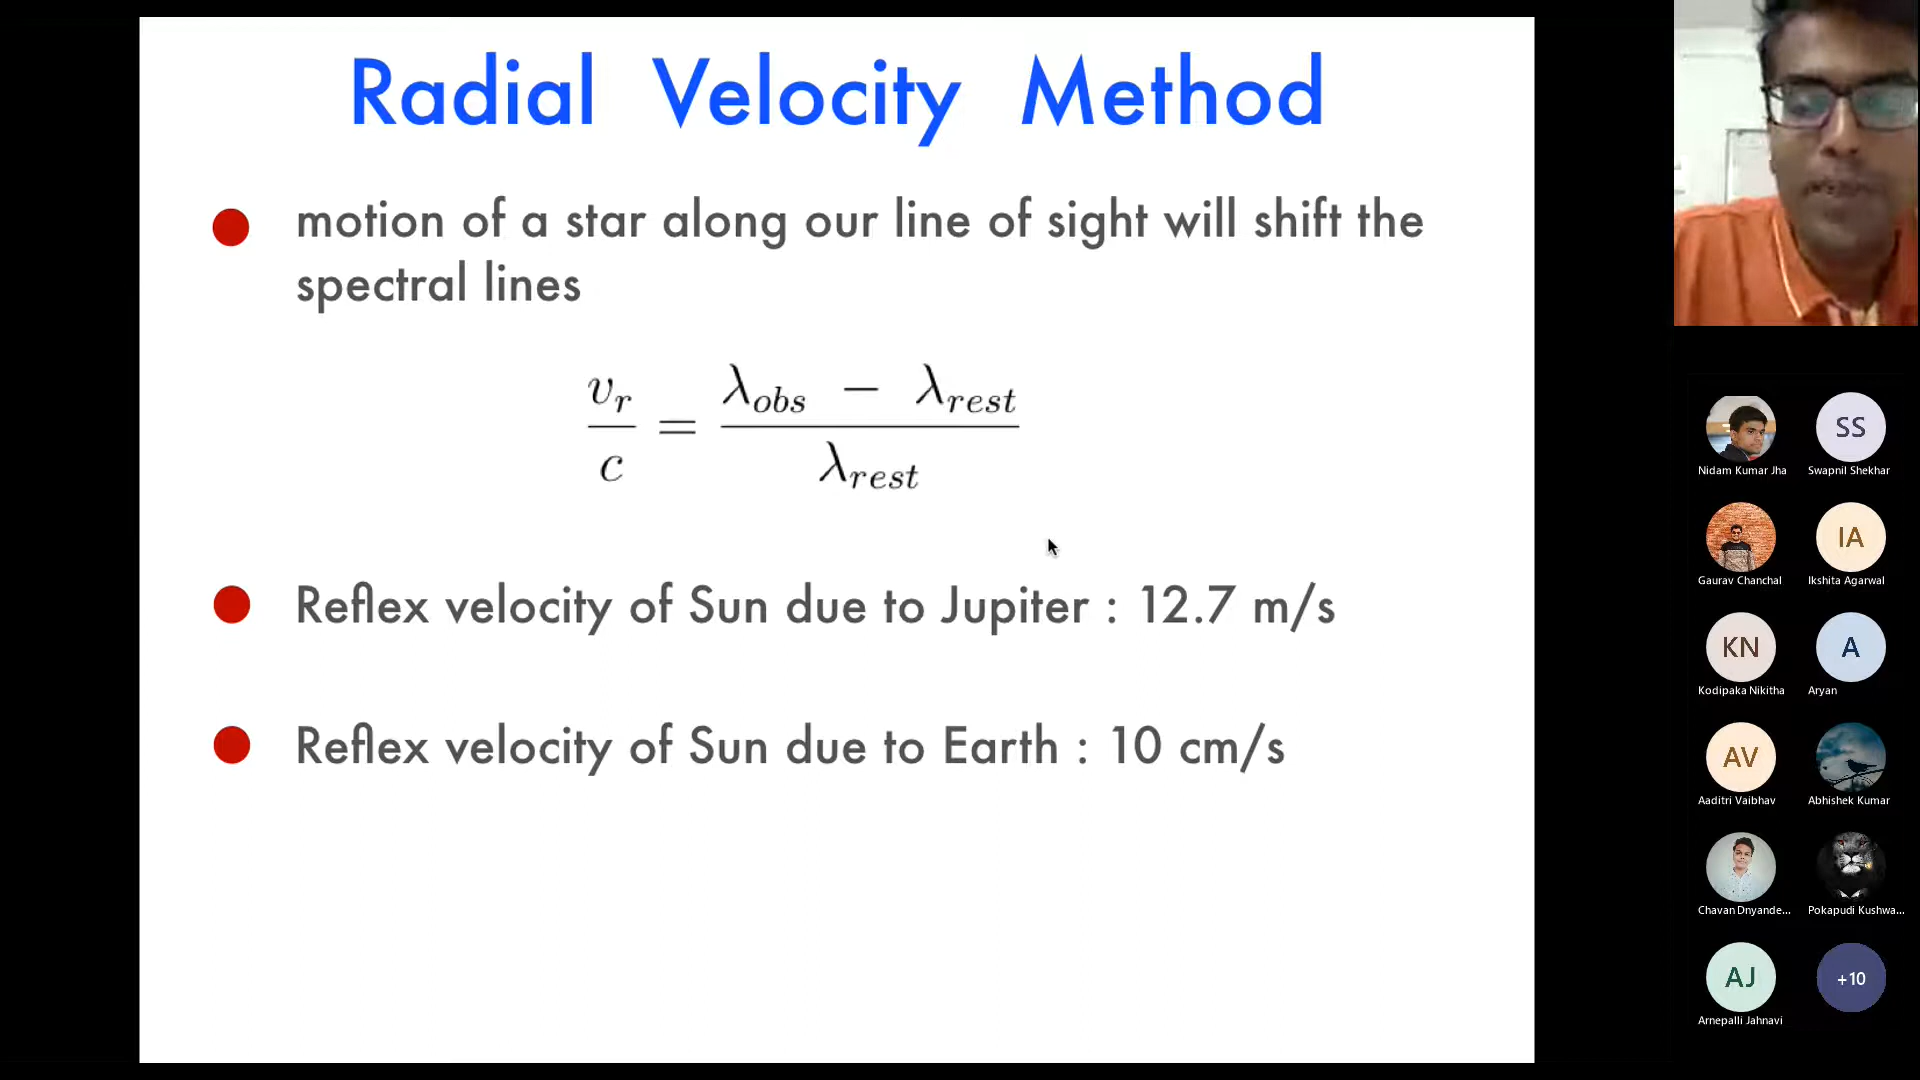 Radial Velocity Method
motion of a star along our line of sight will shift the
spectral lines
v_r / c = (λ_obs − λ_rest) / λ_rest
Reflex velocity of Sun due to Jupiter : 12.7 m/s
Reflex velocity of Sun due to Earth : 10 cm/s
SS
Nidam Kumar Jha
Swapnil Shekhar
IA
Gaurav Chanchal
Ikshita Agarwal
KN
A
Kodipaka Nikitha
Aryan
AV
Aaditri Vaibhav
Abhishek Kumar
Chavan Dnyande...
Pokapudi Kushwa...
AJ
+10
Arnepalli Jahnavi